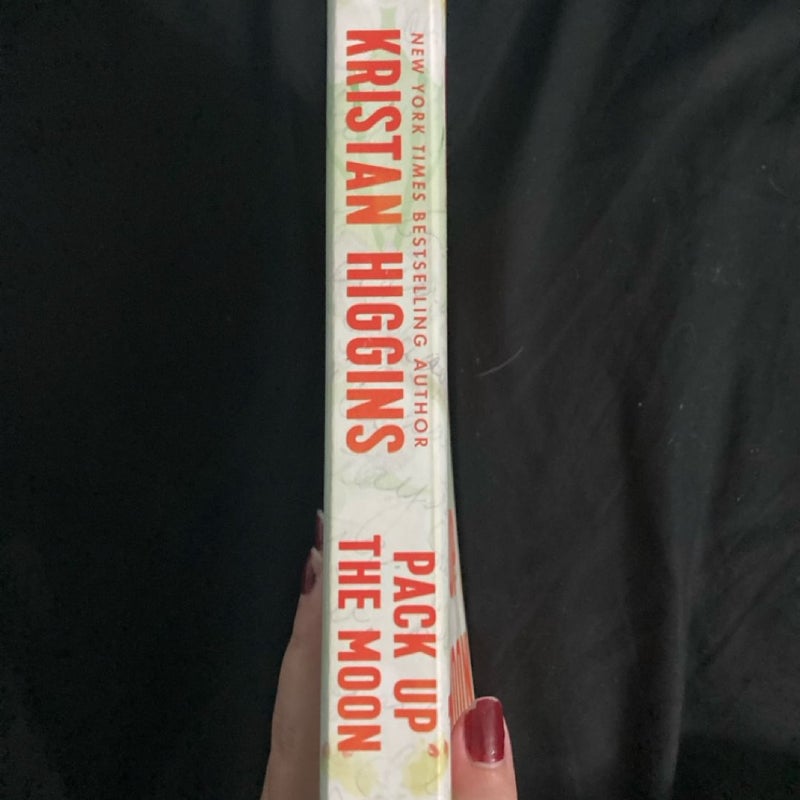 NEW YORK TIMES BESTSELLING AUTHOR
KRISTAN HIGGINS
PACK UP
THE MOON